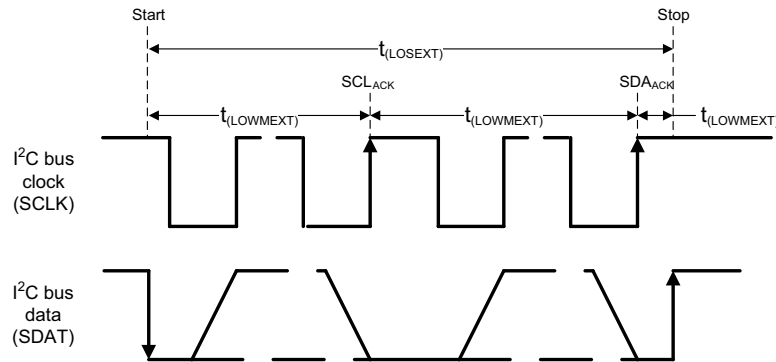 Start Stop
t(LOSEXT)
SCLACK SDAACK
t(LOWMEXT) t(LOWMEXT) t(LOWMEXT)
I2C bus
clock
(SCLK)
I2C bus
data
(SDAT)